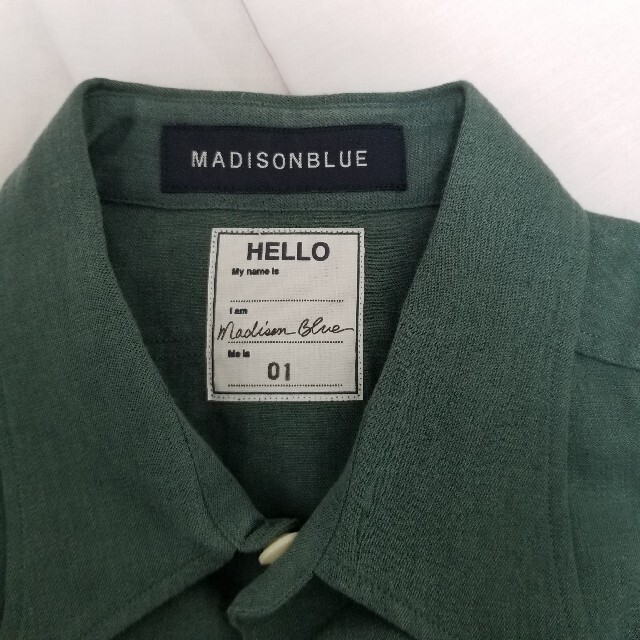 MADISONBLUE
HELLO
My name is
I am
Madison Blue
Me is
01